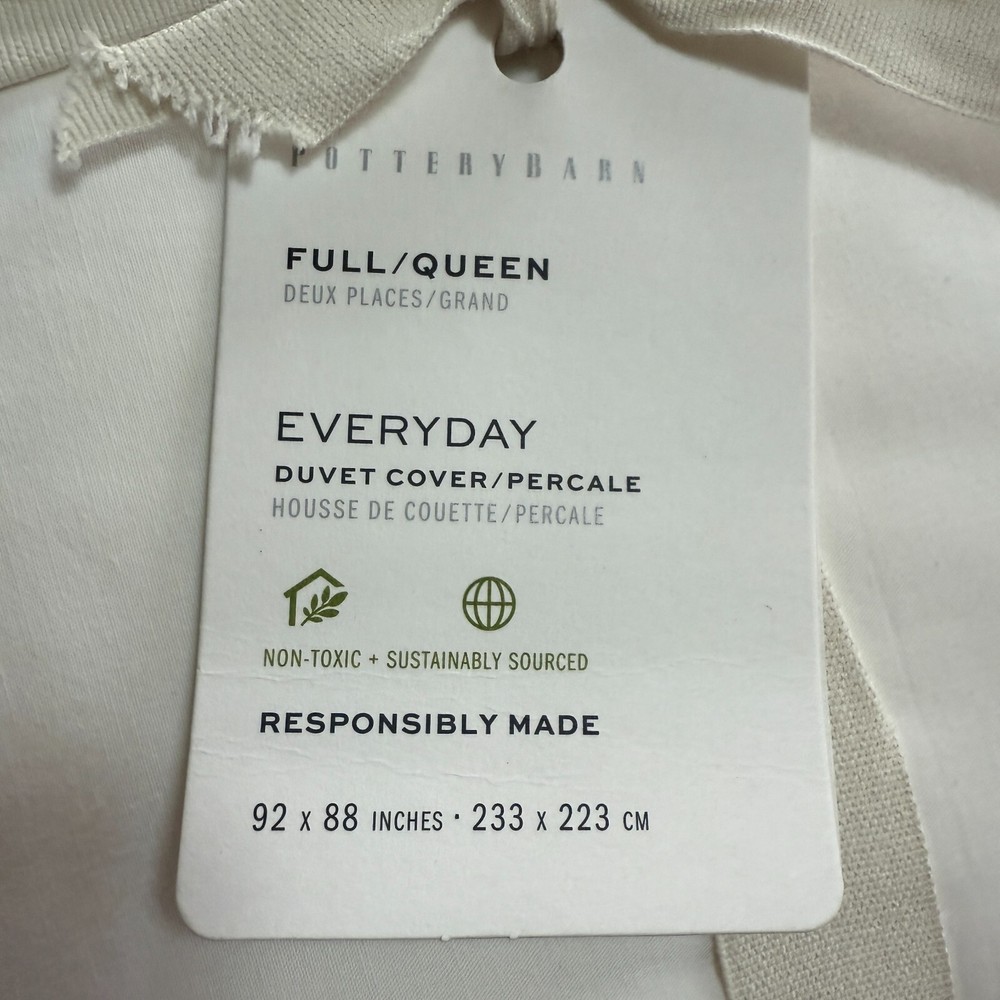 POTTERYBARN
FULL/QUEEN
DEUX PLACES/GRAND
EVERYDAY
DUVET COVER/PERCALE
HOUSSE DE COUETTE/PERCALE
NON-TOXIC + SUSTAINABLY SOURCED
RESPONSIBLY MADE
92 X 88 INCHES · 233 X 223 CM